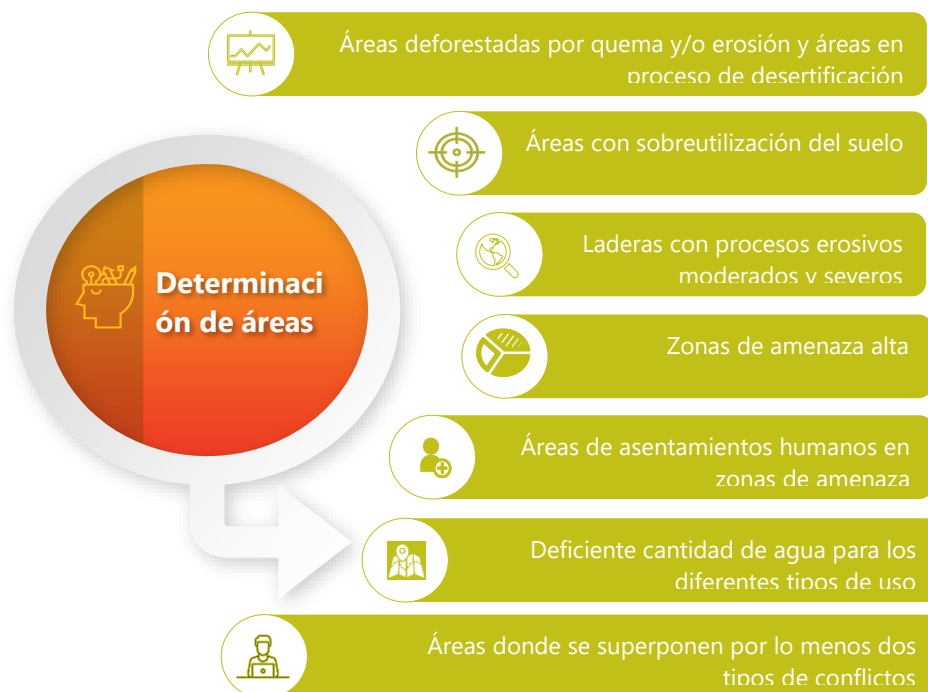 Áreas deforestadas por quema y/o erosión y áreas en
proceso de desertificación
Áreas con sobreutilización del suelo
Laderas con procesos erosivos
moderados y severos
Determinaci
ón de áreas
Zonas de amenaza alta
Áreas de asentamientos humanos en
zonas de amenaza
Deficiente cantidad de agua para los
diferentes tipos de uso
Áreas donde se superponen por lo menos dos
tipos de conflictos